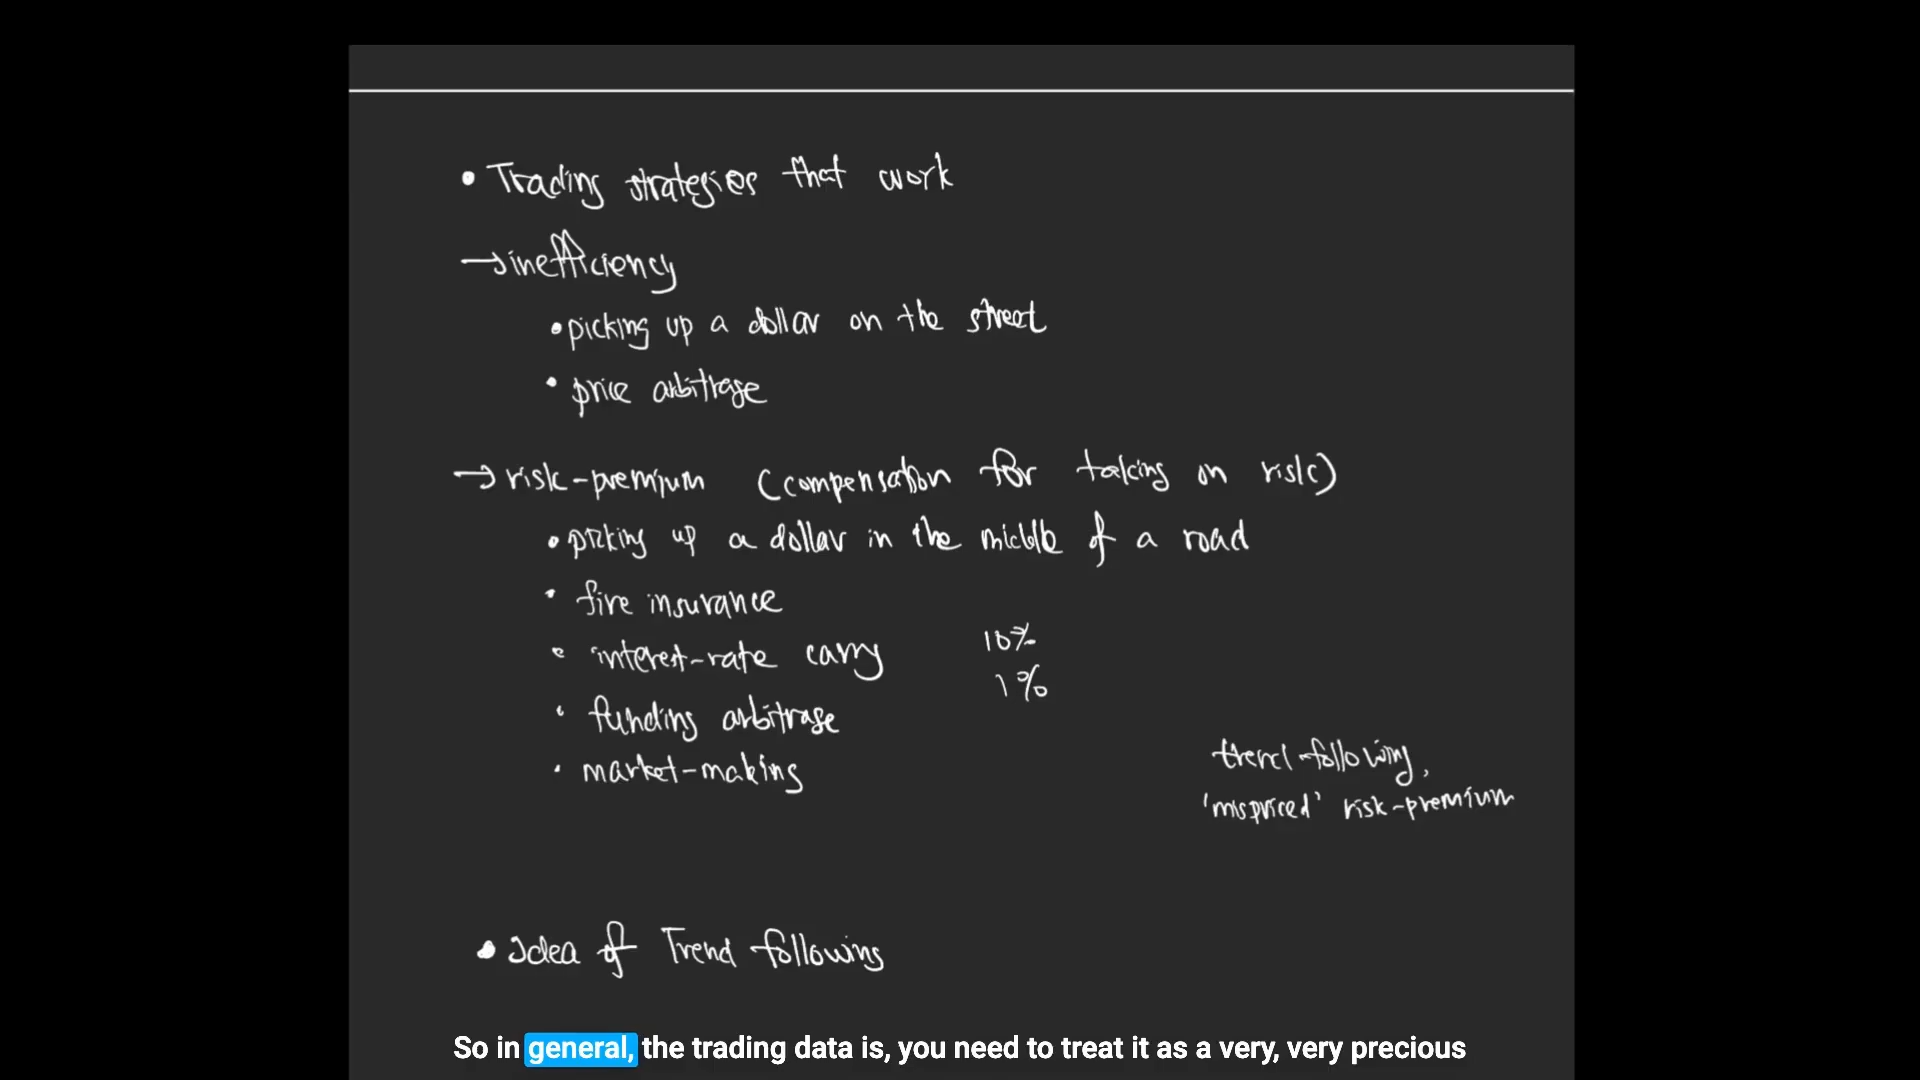 • Trading strategies that work
→ inefficiency
• picking up a dollar on the street
• price arbitrage
→ risk-premium (compensation for taking on risk)
• picking up a dollar in the middle of a road
• fire insurance
• interest-rate carry 10%
1%
• funding arbitrage
• market-making
trend-following,
'mispriced' risk-premium
• Idea of Trend following
So in general, the trading data is, you need to treat it as a very, very precious